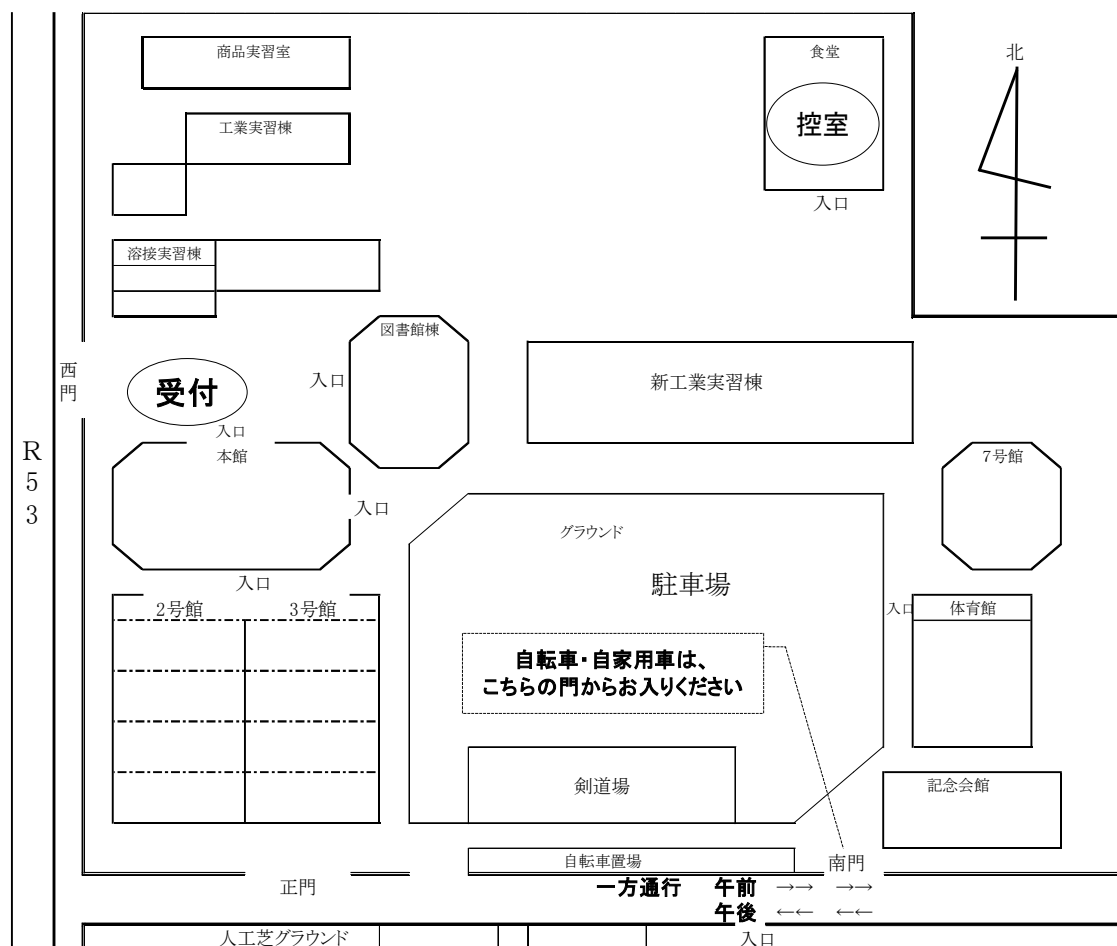 商品実習室
食堂
北
控室
工業実習棟
入口
溶接実習棟
図書館棟
西門
受付
入口
新工業実習棟
入口
本館
7号館
R53
入口
グラウンド
駐車場
入口
2号館
3号館
入口
体育館
自転車・自家用車は、
こちらの門からお入りください
剣道場
記念会館
自転車置場
南門
正門
一方通行 午前 →→ →→
午後 ←← ←←
人工芝グラウンド
入口